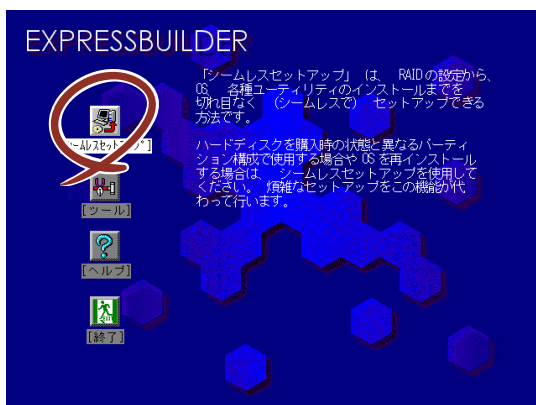 EXPRESSBUILDER
「シームレスセットアップ」 は、 RAIDの設定から、
OS、 各種ユーティリティのインストールまでを
切れ目なく (シームレスで) セットアップできる
方法です。
ハードディスクを購入時の状態と異なるパーティ
ション構成で使用する場合や OSを再インストール
する場合は、 シームレスセットアップを使用して
ください。 煩雑なセットアップをこの機能が代
わって行います。
[ツール]
[ヘルプ]
[終了]